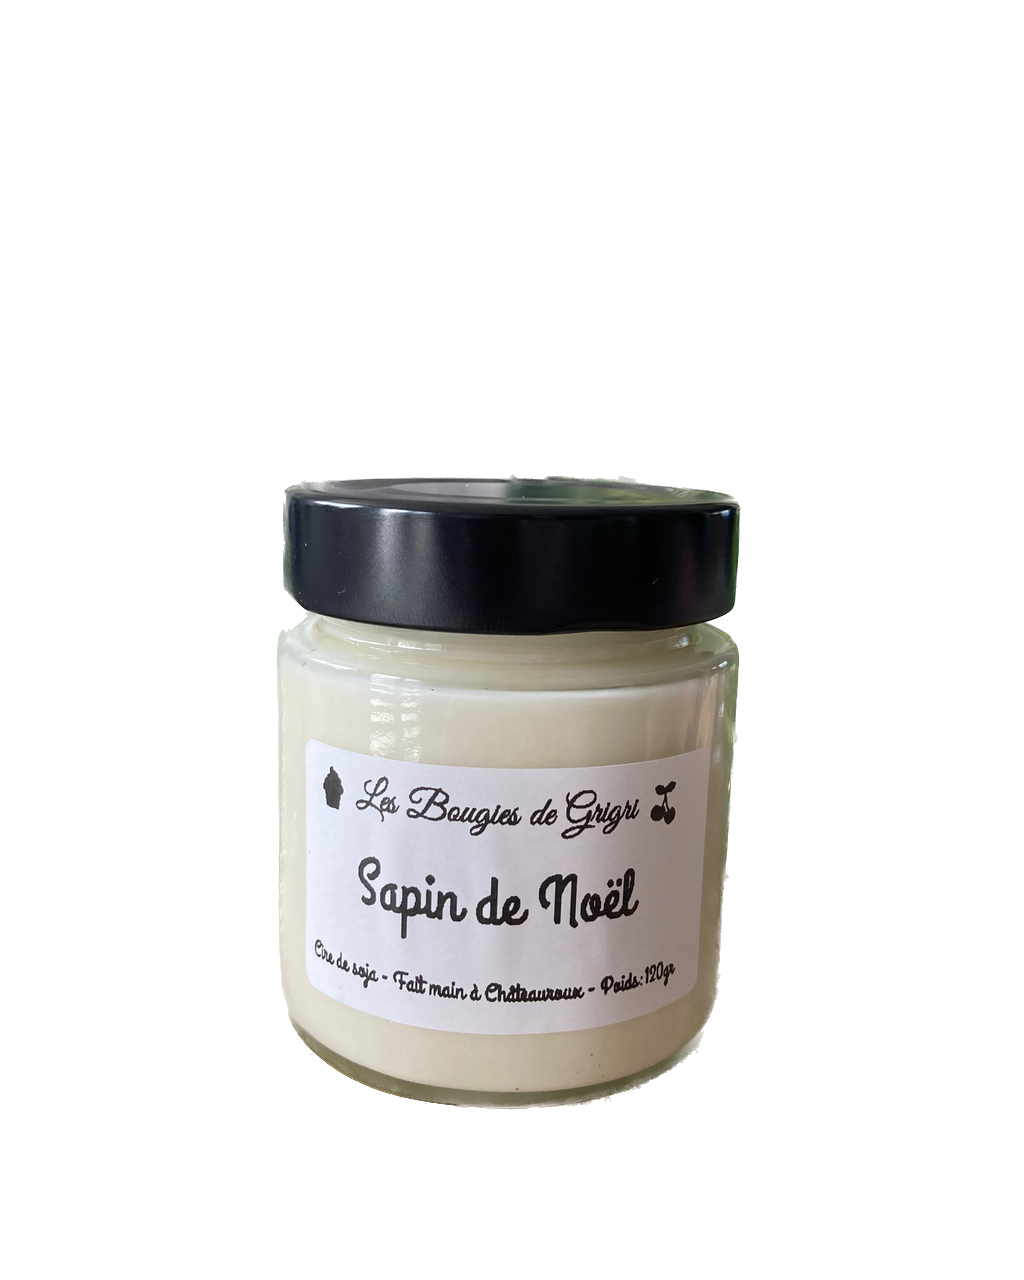 Les Bougies de Grigri
Sapin de Noël
Cire de soja - Fait main à Châteauroux - Poids:120gr